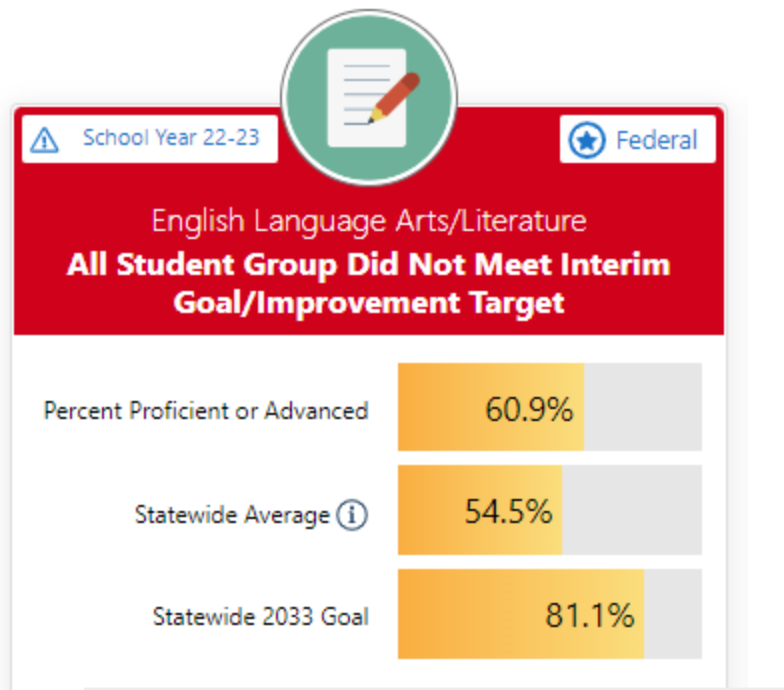 School Year 22-23
Federal
English Language Arts/Literature
All Student Group Did Not Meet Interim
Goal/Improvement Target
Percent Proficient or Advanced
60.9%
Statewide Average
54.5%
Statewide 2033 Goal
81.1%